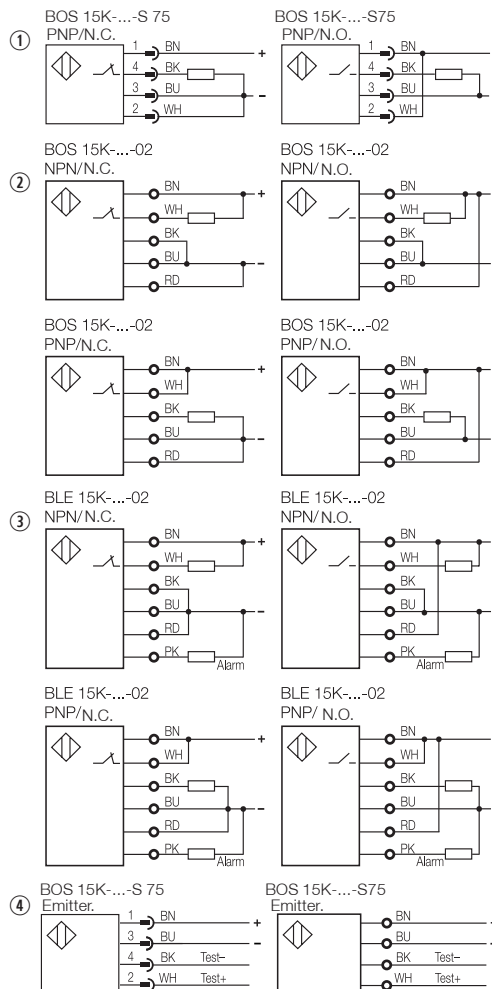 BOS 15K-...-S 75
PNP/N.C.
BOS 15K-...-S75
PNP/N.O.
①
1 BN +
4 BK
3 BU –
2 WH
1 BN
4 BK
3 BU
2 WH
BOS 15K-...-02
NPN/N.C.
BOS 15K-...-02
NPN/N.O.
②
BN +
WH
BK
BU –
RD
BN
WH
BK
BU
RD
BOS 15K-...-02
PNP/N.C.
BOS 15K-...-02
PNP/N.O.
BN +
WH
BK
BU –
RD
BN
WH
BK
BU
RD
BLE 15K-...-02
NPN/N.C.
BLE 15K-...-02
NPN/N.O.
③
BN +
WH
BK
BU –
RD
PK
Alarm
BN
WH
BK
BU
RD
PK
Alarm
BLE 15K-...-02
PNP/N.C.
BLE 15K-...-02
PNP/ N.O.
BN +
WH
BK
BU –
RD
PK
Alarm
BN
WH
BK
BU
RD
PK
Alarm
BOS 15K-...-S 75
Emitter.
BOS 15K-...-S75
Emitter.
④
1 BN +
3 BU –
4 BK Test–
2 WH Test+
BN
BU
BK Test–
WH Test+